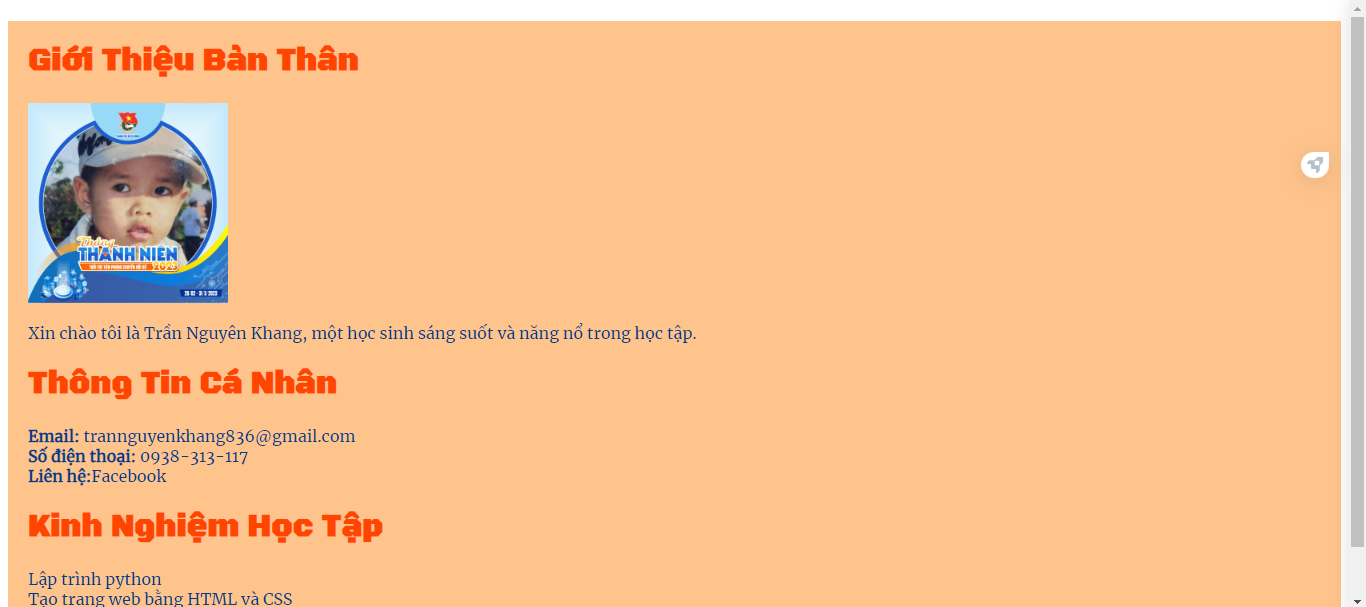 Giới Thiệu Bản Thân
Tháng
THANH NIÊN
2023
Xin chào tôi là Trần Nguyên Khang, một học sinh sáng suốt và năng nổ trong học tập.
Thông Tin Cá Nhân
Email: trannguyenkhang836@gmail.com
Số điện thoại: 0938-313-117
Liên hệ:Facebook
Kinh Nghiệm Học Tập
Lập trình python
Tạo trang web bằng HTML và CSS